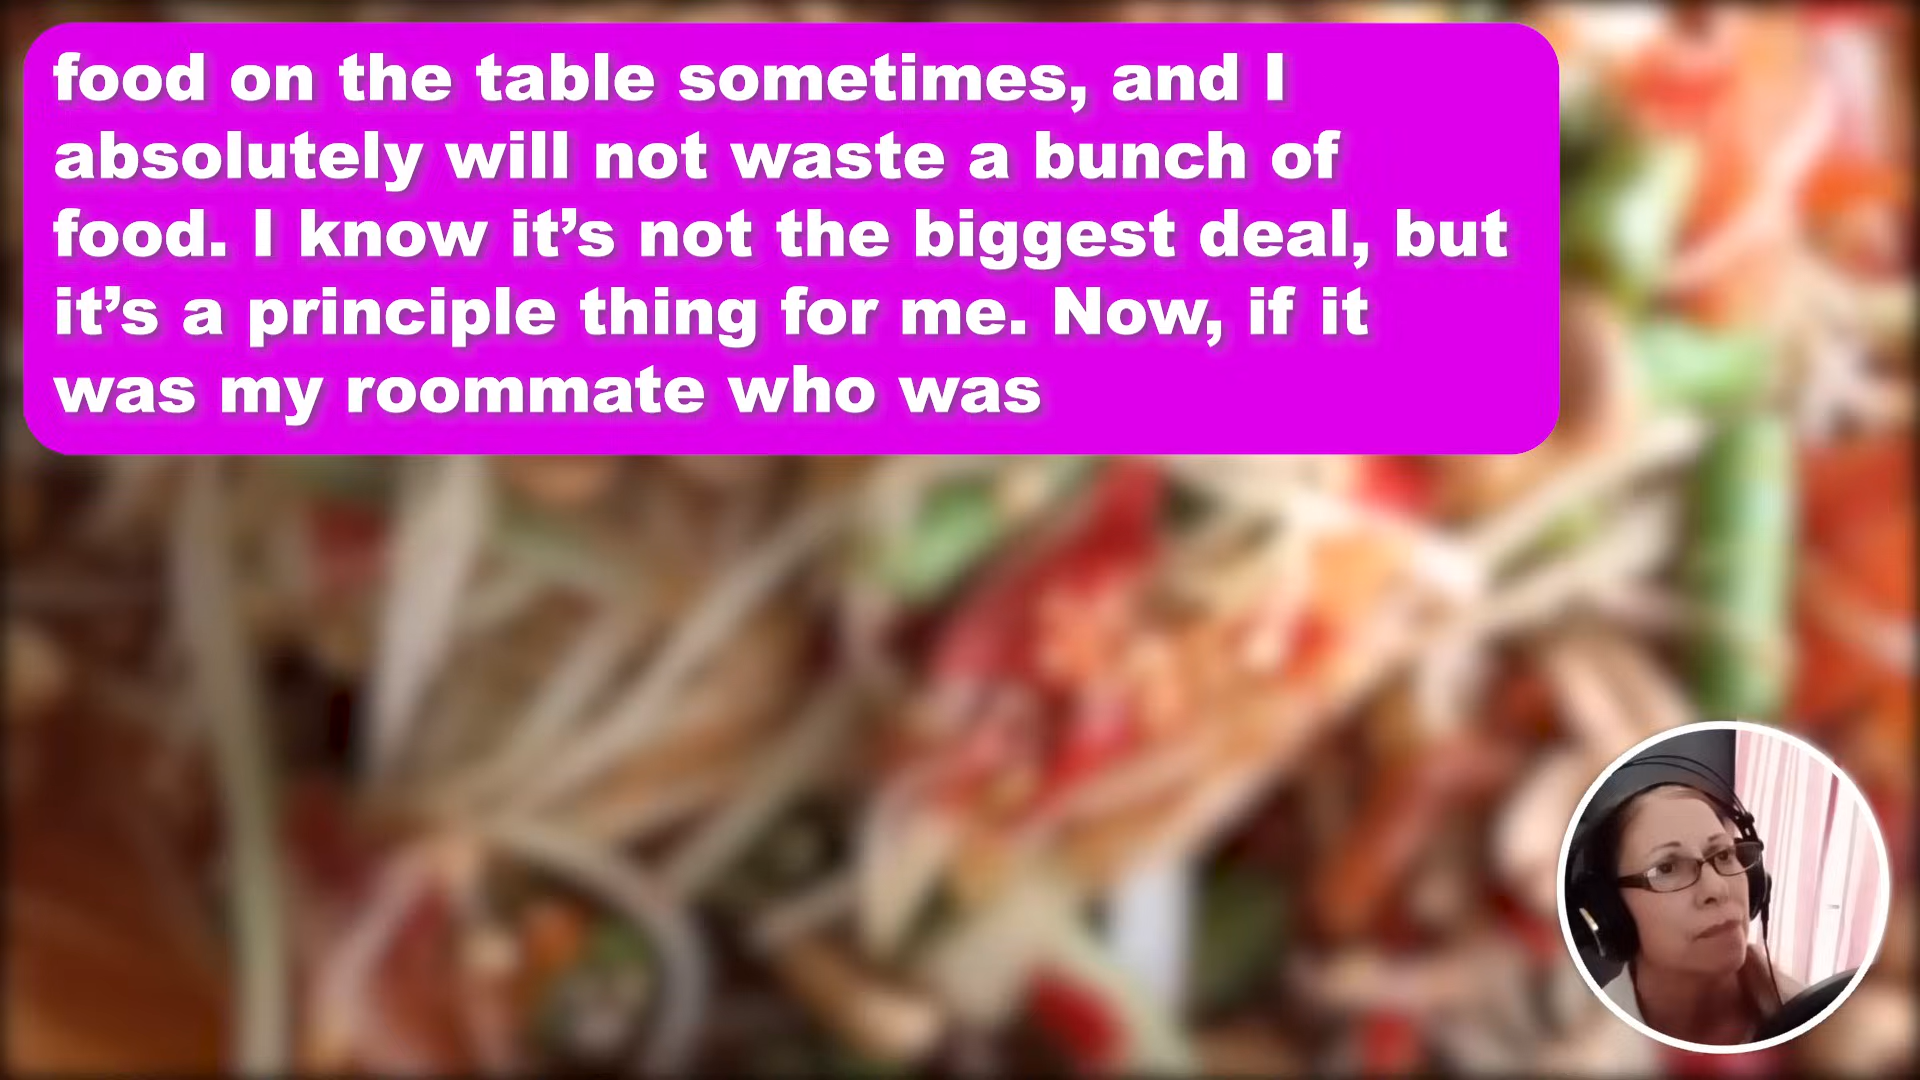 food on the table sometimes, and I
absolutely will not waste a bunch of
food. I know it’s not the biggest deal, but
it’s a principle thing for me. Now, if it
was my roommate who was